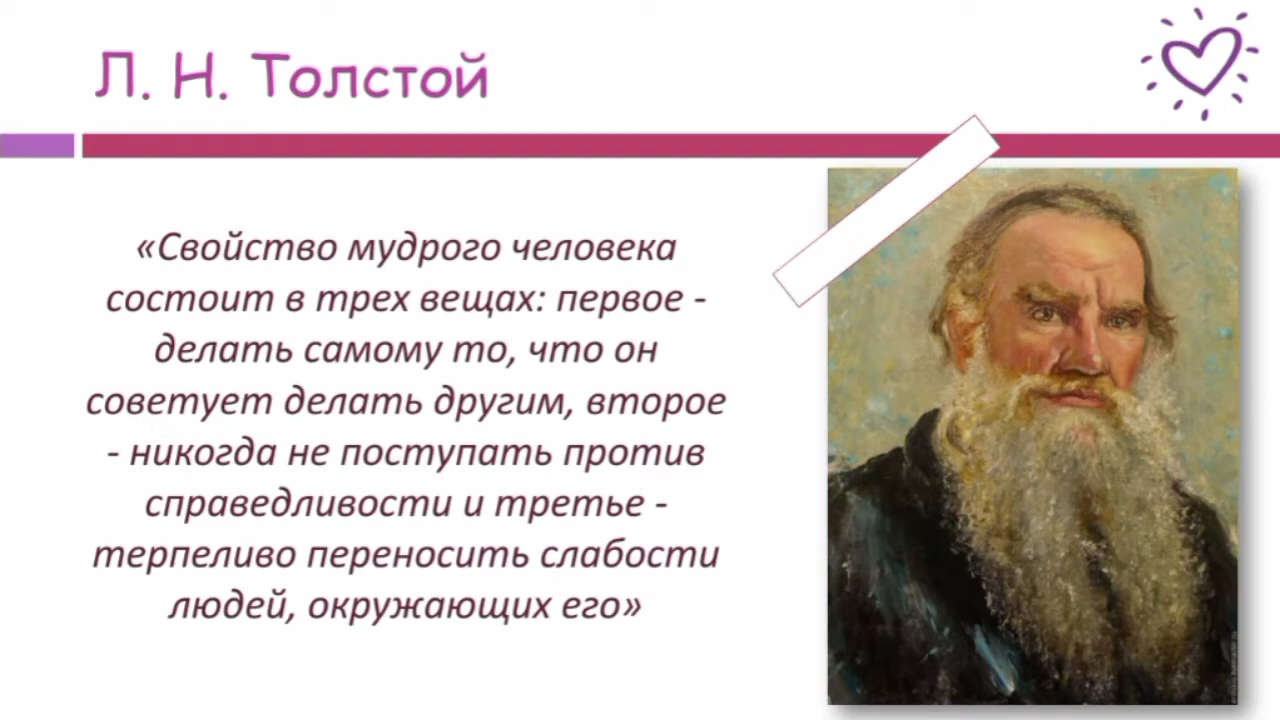 Л. Н. Толстой
«Свойство мудрого человека
состоит в трех вещах: первое -
делать самому то, что он
советует делать другим, второе
- никогда не поступать против
справедливости и третье -
терпеливо переносить слабости
людей, окружающих его»